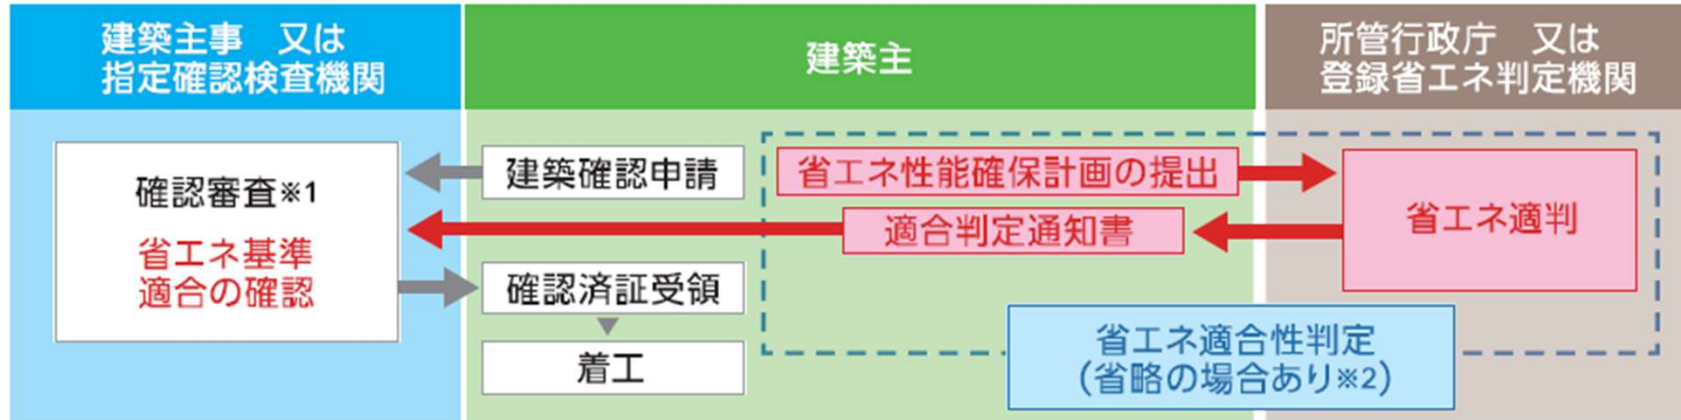 建築主事 又は
指定確認検査機関
建築主
所管行政庁 又は
登録省エネ判定機関
確認審査※1
省エネ基準
適合の確認
建築確認申請
省エネ性能確保計画の提出
適合判定通知書
省エネ適判
確認済証受領
着工
省エネ適合性判定
(省略の場合あり※2)